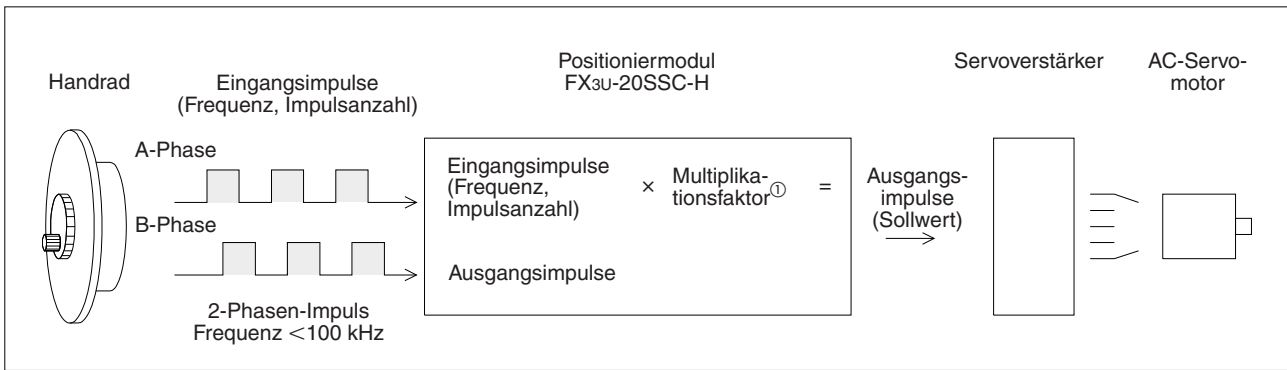 Handrad
Eingangsimpulse
(Frequenz, Impulsanzahl)
Positioniermodul
FX3U-20SSC-H
Servoverstärker
AC-Servo-
motor
A-Phase
B-Phase
2-Phasen-Impuls
Frequenz <100 kHz
Eingangsimpulse
(Frequenz,
Impulsanzahl)
×
Multiplika-
tionsfaktor①
=
Ausgangsimpulse
Ausgangs-
impulse
(Sollwert)